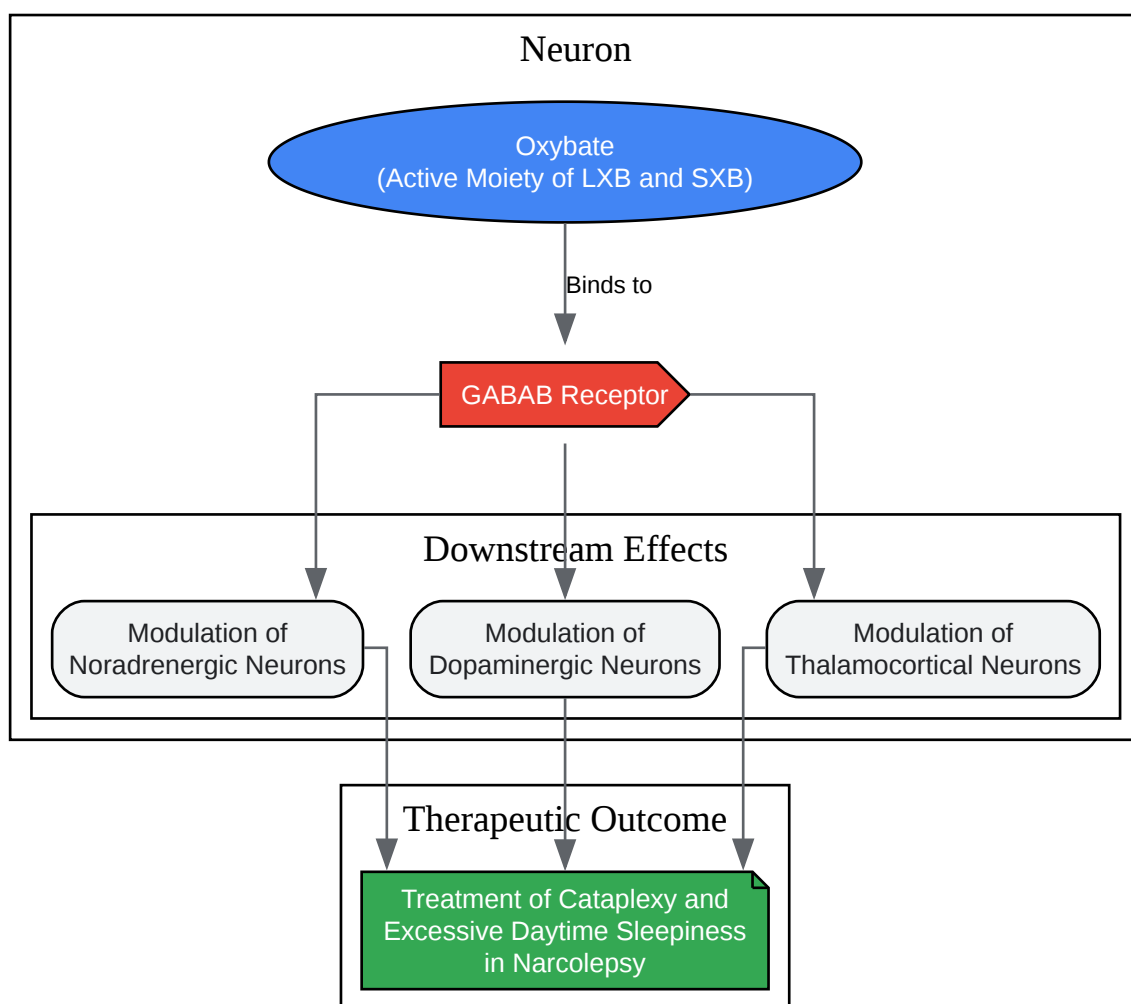 Neuron
Oxybate
(Active Moiety of LXB and SXB)
Binds to
GABAB Receptor
Downstream Effects
Modulation of
Noradrenergic Neurons
Modulation of
Dopaminergic Neurons
Modulation of
Thalamocortical Neurons
Therapeutic Outcome
Treatment of Cataplexy and
Excessive Daytime Sleepiness
in Narcolepsy